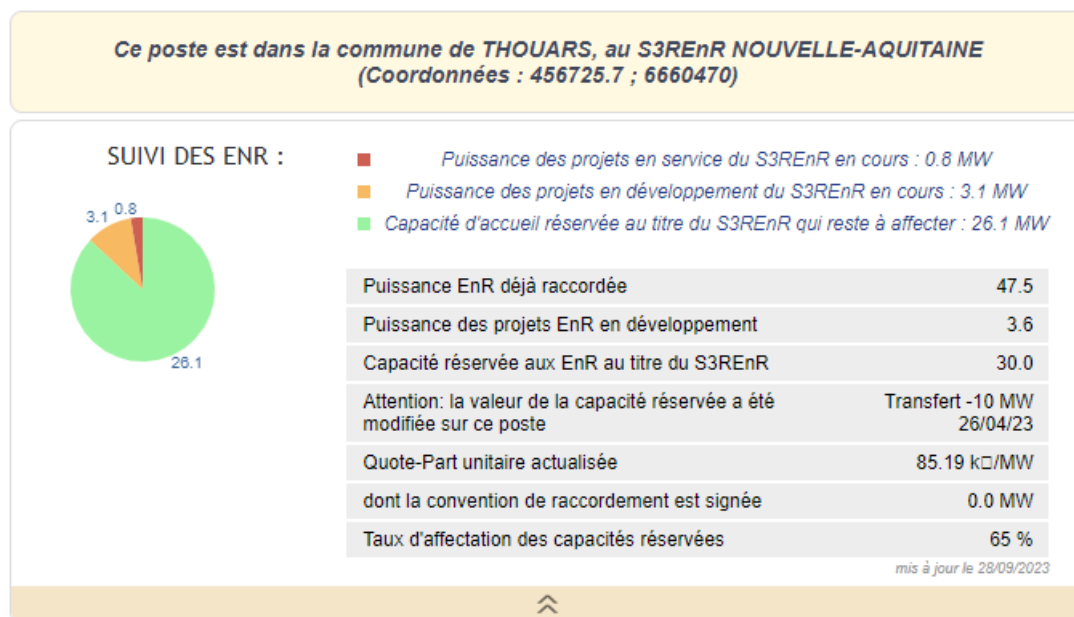 Ce poste est dans la commune de THOUARS, au S3REnR NOUVELLE-AQUITAINE
(Coordonnées : 456725.7 ; 6660470)
SUIVI DES ENR :
3.1
0.8
26.1
Puissance des projets en service du S3REnR en cours : 0.8 MW
Puissance des projets en développement du S3REnR en cours : 3.1 MW
Capacité d'accueil réservée au titre du S3REnR qui reste à affecter : 26.1 MW
Puissance EnR déjà raccordée 47.5
Puissance des projets EnR en développement 3.6
Capacité réservée aux EnR au titre du S3REnR 30.0
Attention: la valeur de la capacité réservée a été Transfert -10 MW
modifiée sur ce poste 26/04/23
Quote-Part unitaire actualisée 85.19 k□/MW
dont la convention de raccordement est signée 0.0 MW
Taux d'affectation des capacités réservées 65 %
mis à jour le 28/09/2023